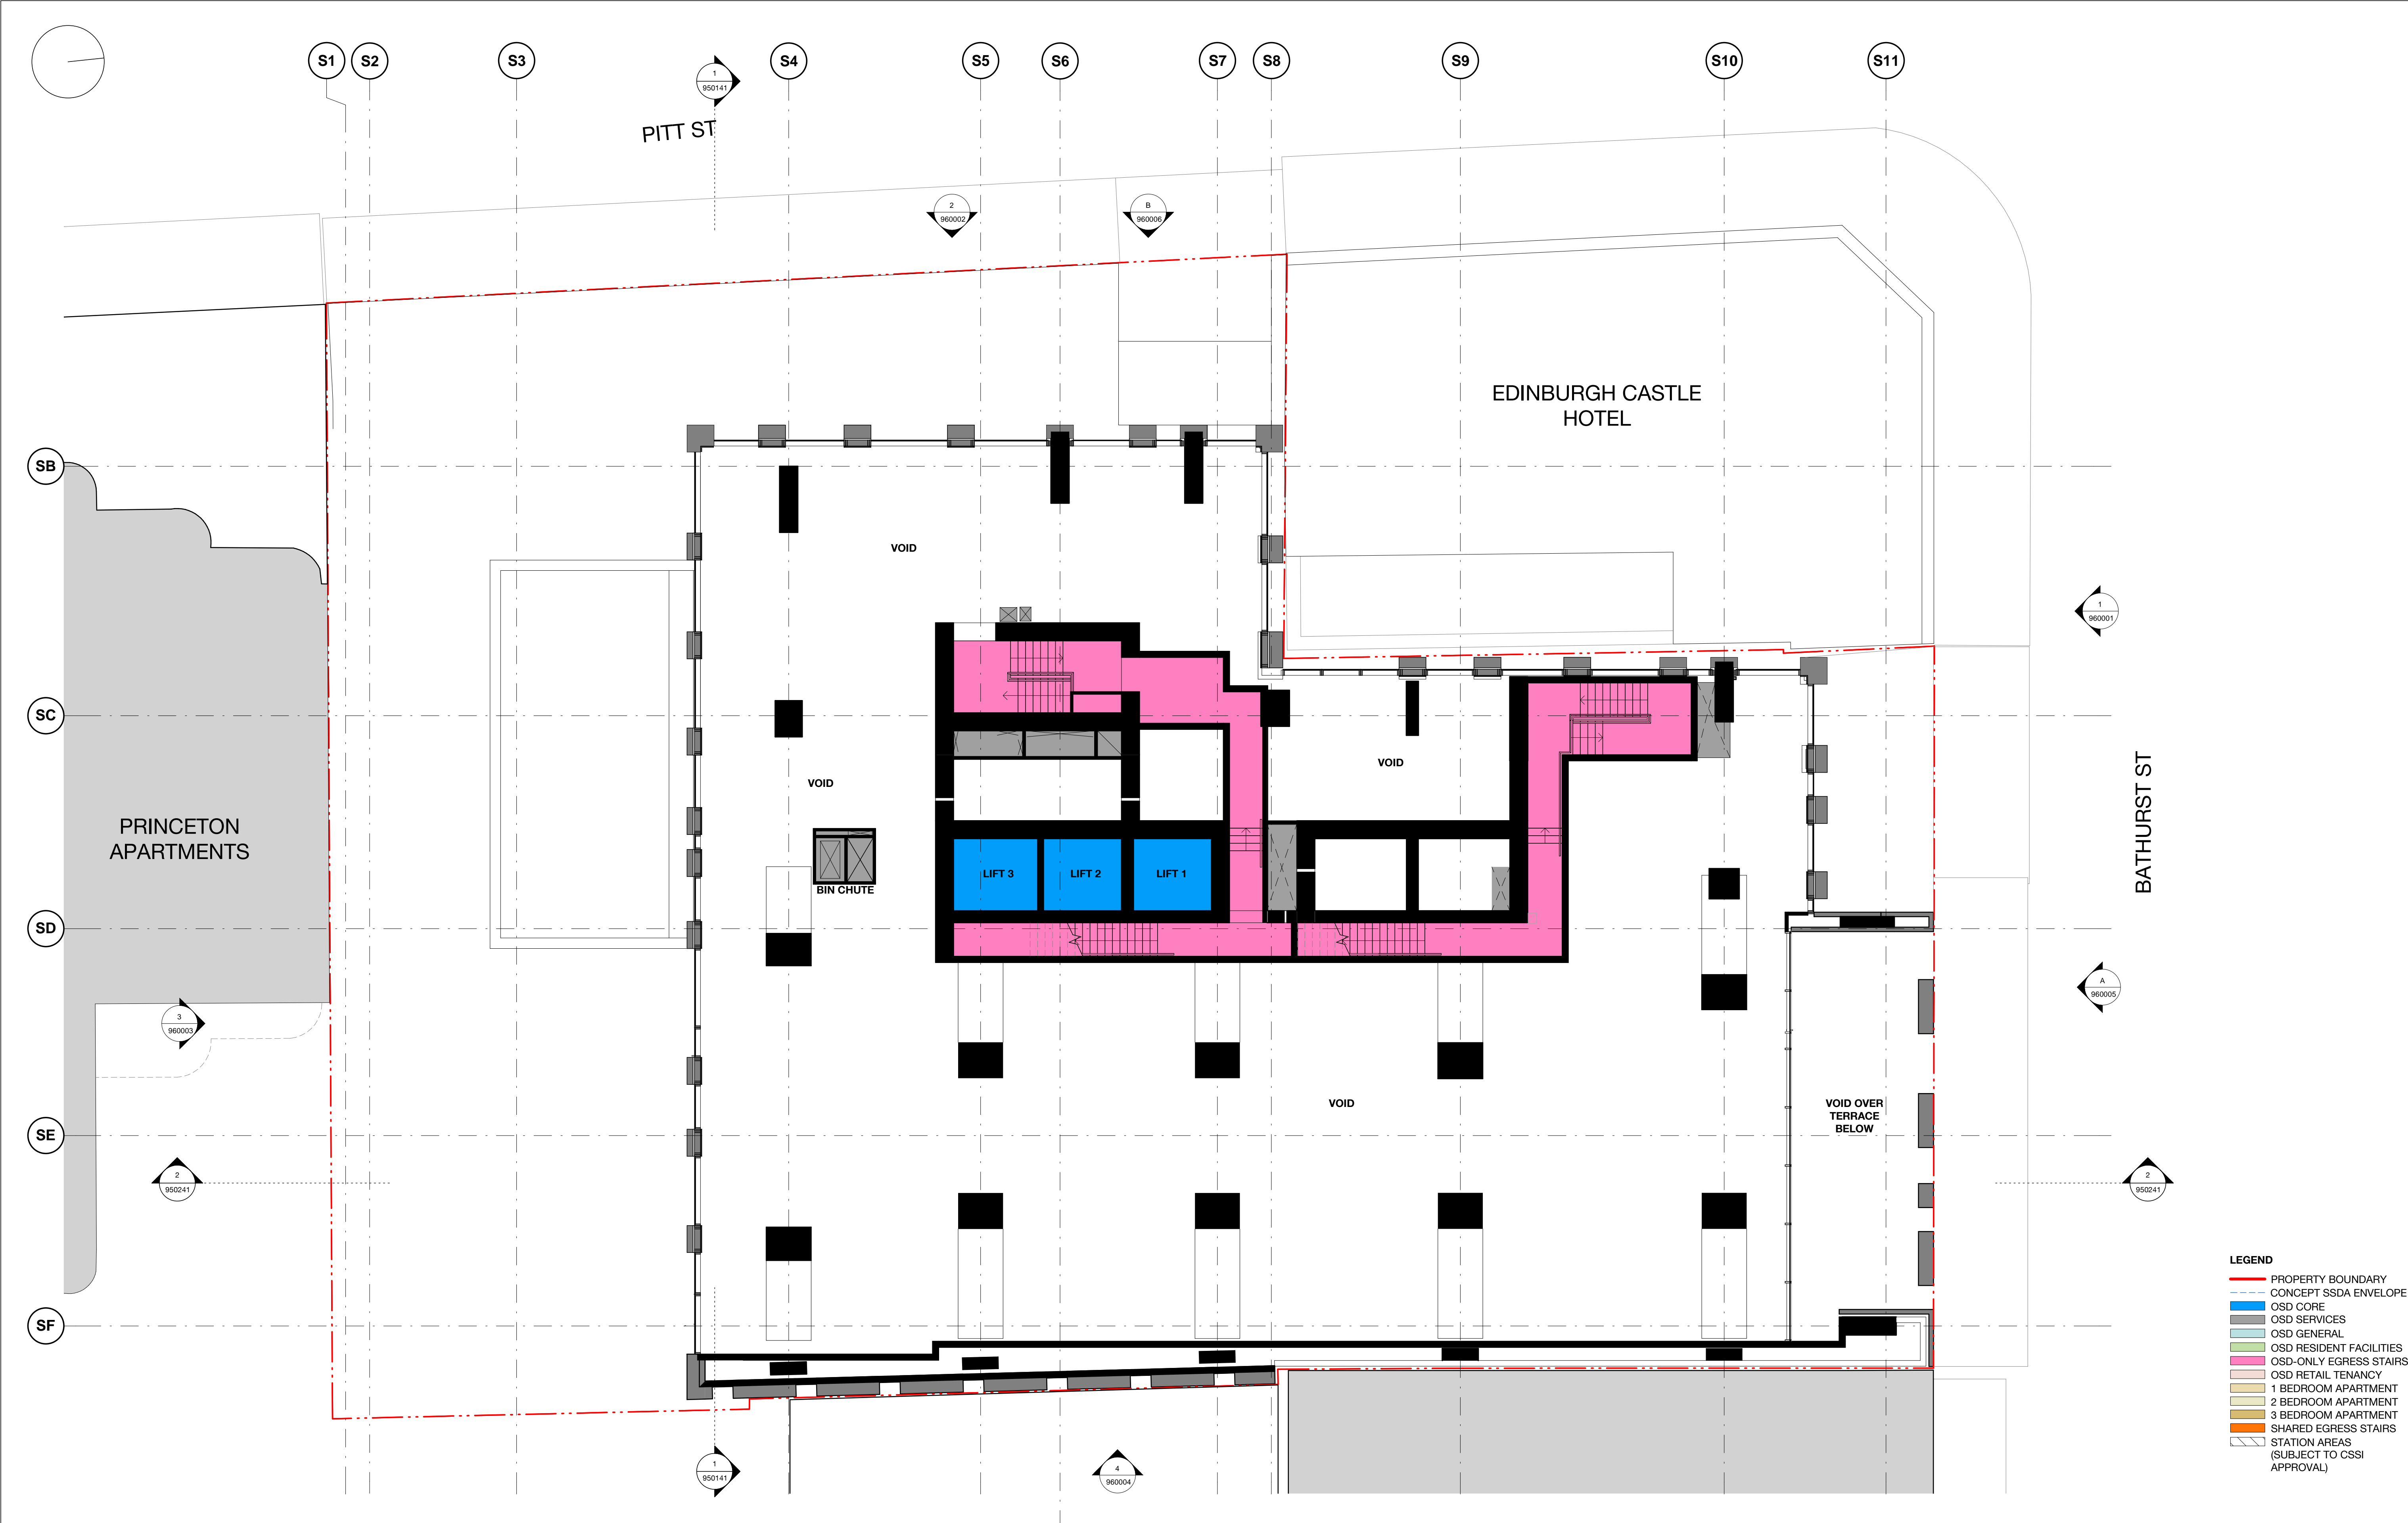 S1
S2
S3
S4
S5
S6
S7
S8
S9
S10
S11
1
950141
PITT ST
2
960002
B
960006
EDINBURGH CASTLE
HOTEL
SB
VOID
1
960001
SC
VOID
VOID
BATHURST ST
PRINCETON
APARTMENTS
LIFT 3
LIFT 2
LIFT 1
BIN CHUTE
SD
A
960005
3
960003
VOID
VOID OVER
TERRACE
BELOW
SE
2
950241
2
950241
SF
1
950141
4
960004
LEGEND
PROPERTY BOUNDARY
CONCEPT SSDA ENVELOPE
OSD CORE
OSD SERVICES
OSD GENERAL
OSD RESIDENT FACILITIES
OSD-ONLY EGRESS STAIRS
OSD RETAIL TENANCY
1 BEDROOM APARTMENT
2 BEDROOM APARTMENT
3 BEDROOM APARTMENT
SHARED EGRESS STAIRS
STATION AREAS
(SUBJECT TO CSSI
APPROVAL)